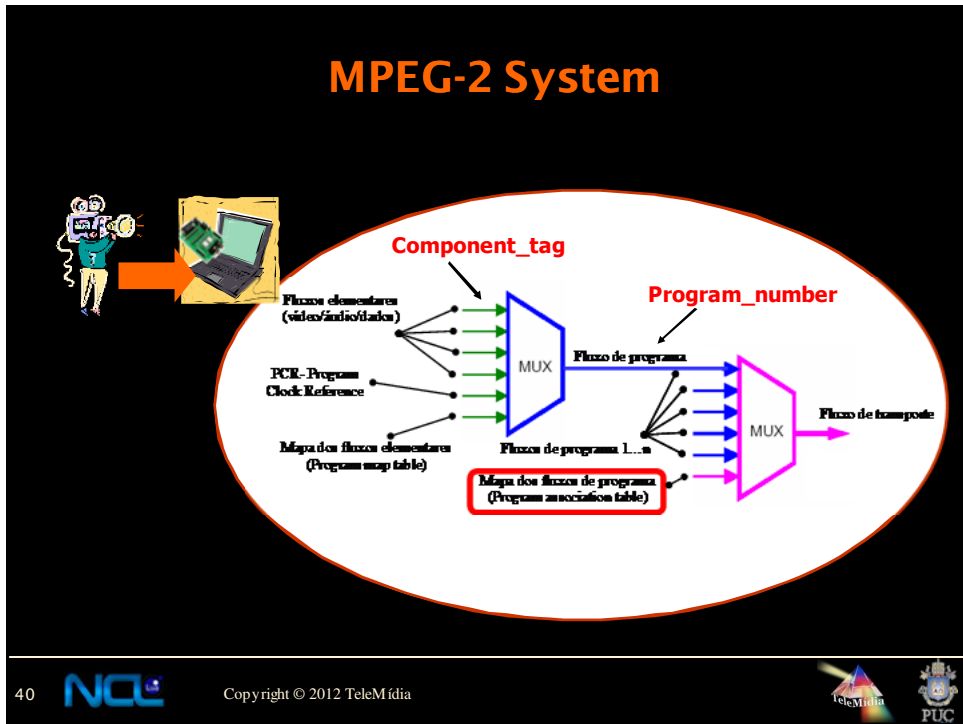 MPEG-2 System
Component_tag
Program_number
Fluxos elementares
(vídeo/áudio/dados)
MUX
Fluxo de programa
PCR - Program
Clock Reference
Fluxo de transporte
MUX
Mapa dos fluxos elementares
(Program map table)
Fluxos de programa 1...n
Mapa dos fluxos de programa
(Program association table)
40
NCL
Copyright © 2012 TeleMídia
TeleMídia
PUC